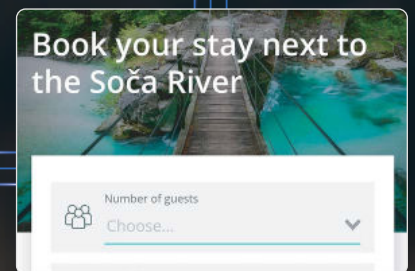 Book your stay next to
the Soča River
Number of guests
Choose...